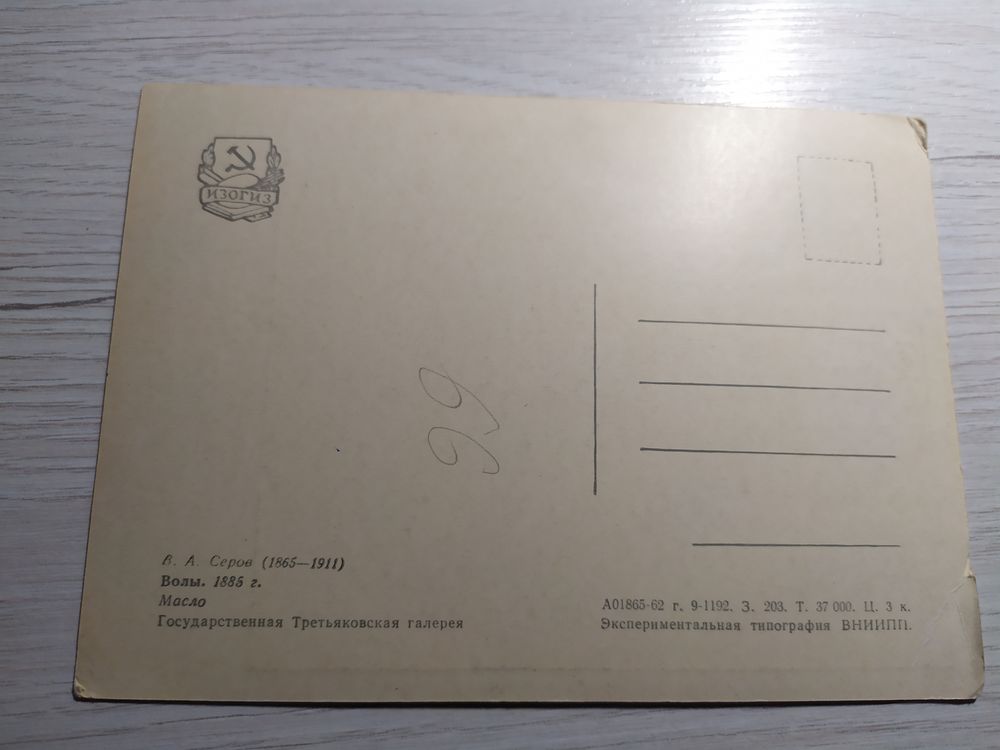 ИЗОГИЗ
99
В. А. Серов (1865—1911)
Волы. 1885 г.
Масло
Государственная Третьяковская галерея
А01865-62 г. 9-1192. З. 203. Т. 37 000. Ц. 3 к.
Экспериментальная типография ВНИИПП.